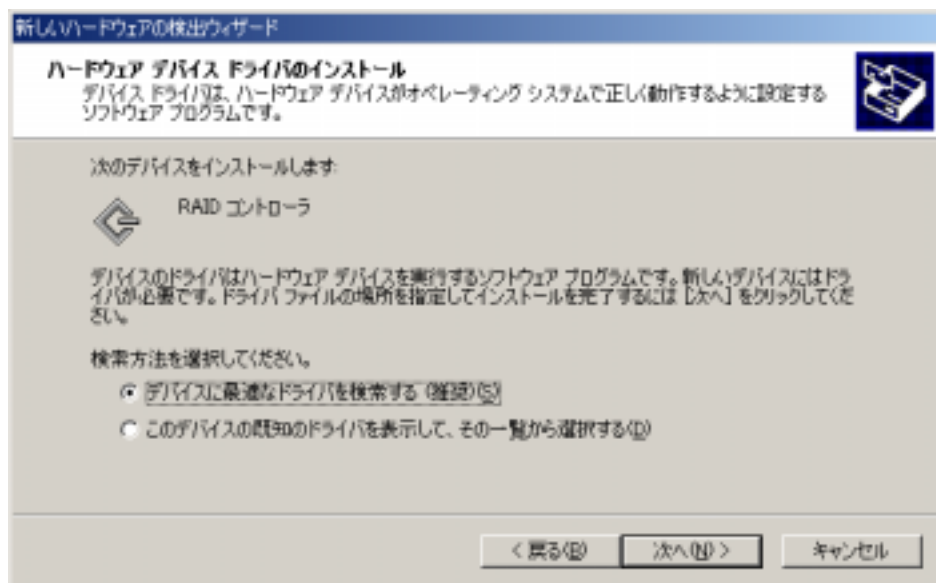 新しいハードウェアの検出ウィザード
ハードウェア デバイス ドライバのインストール
デバイス ドライバは、ハードウェア デバイスがオペレーティング システムで正しく動作するように設定する
ソフトウェア プログラムです。
次のデバイスをインストールします:
RAID コントローラ
デバイスのドライバはハードウェア デバイスを実行するソフトウェア プログラムです。新しいデバイスにはドラ
イバが必要です。ドライバ ファイルの場所を指定してインストールを完了するには [次へ] をクリックしてくだ
さい。
検索方法を選択してください。
デバイスに最適なドライバを検索する (推奨)(S)
このデバイスの既知のドライバを表示して、その一覧から選択する(D)
< 戻る(B)
次へ(N) >
キャンセル